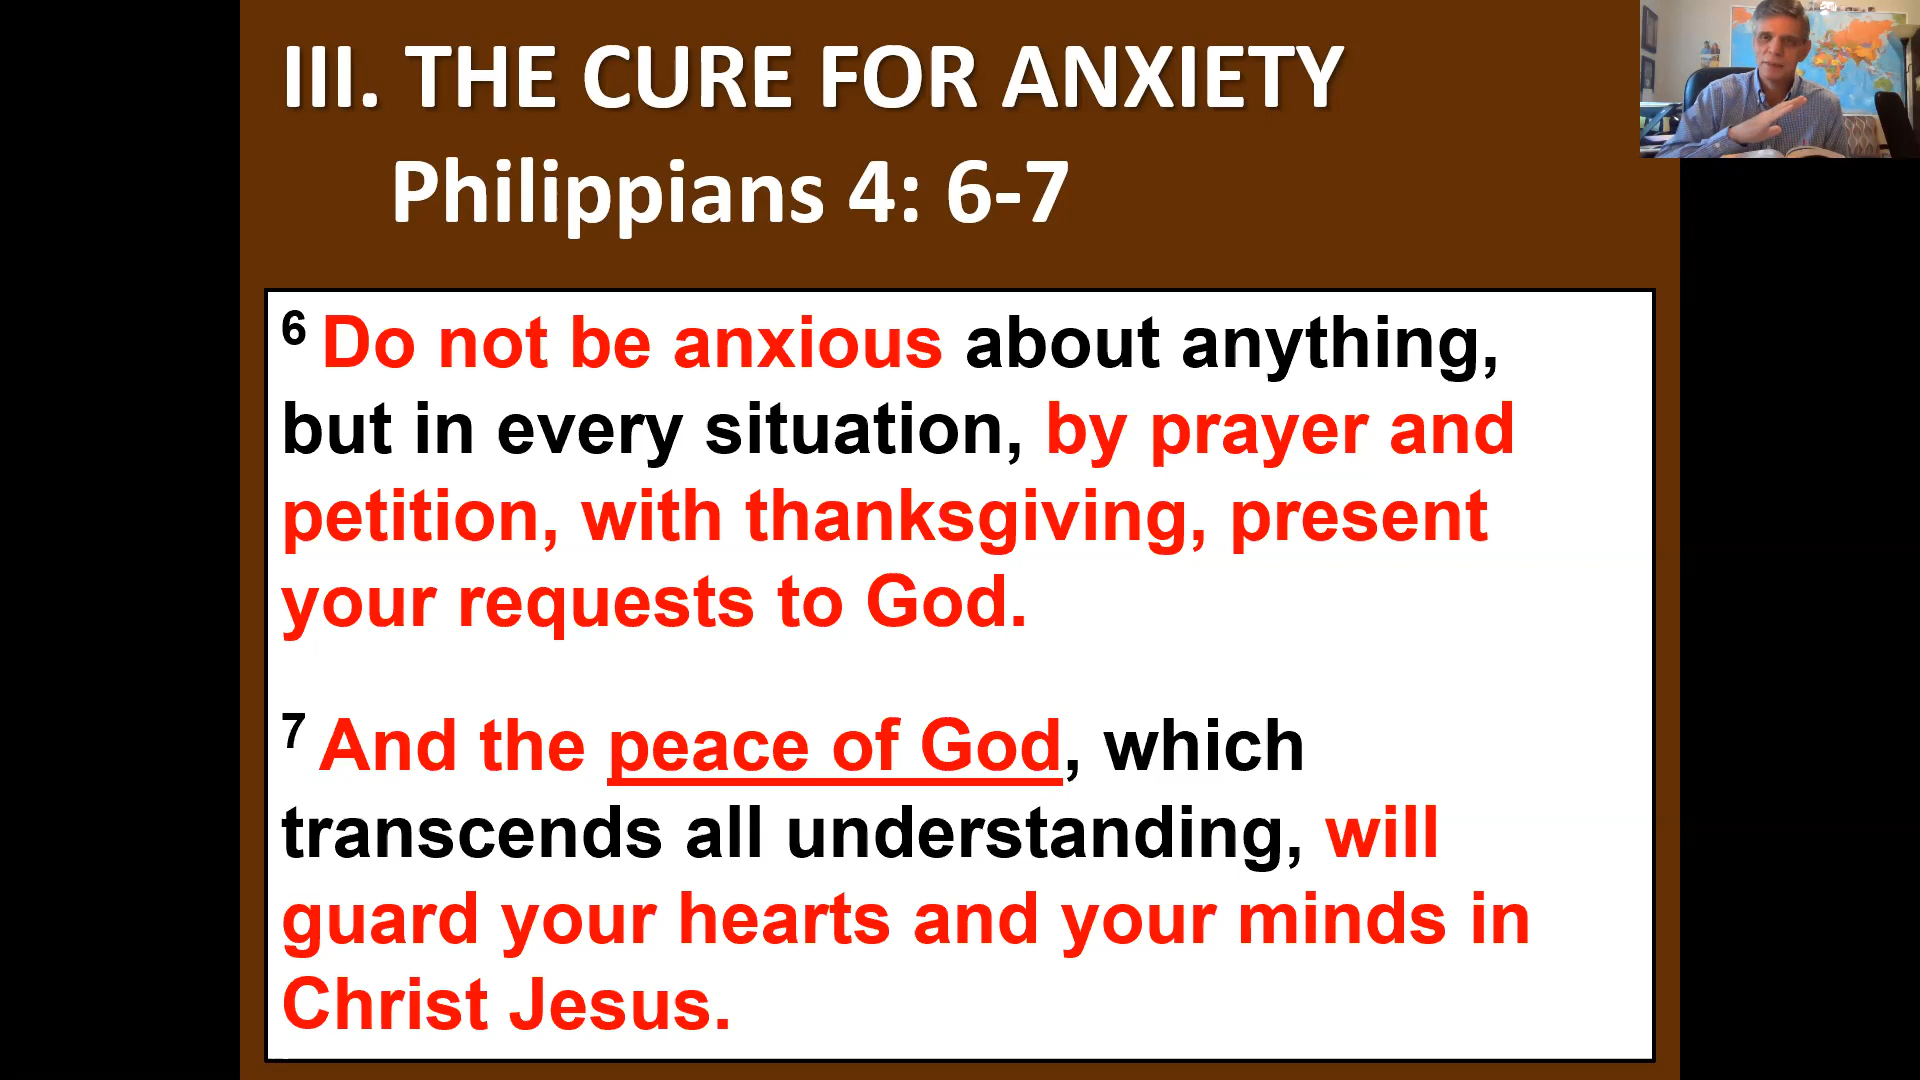 III. THE CURE FOR ANXIETY
Philippians 4: 6-7
6 Do not be anxious about anything,
but in every situation, by prayer and
petition, with thanksgiving, present
your requests to God.
7 And the peace of God, which
transcends all understanding, will
guard your hearts and your minds in
Christ Jesus.